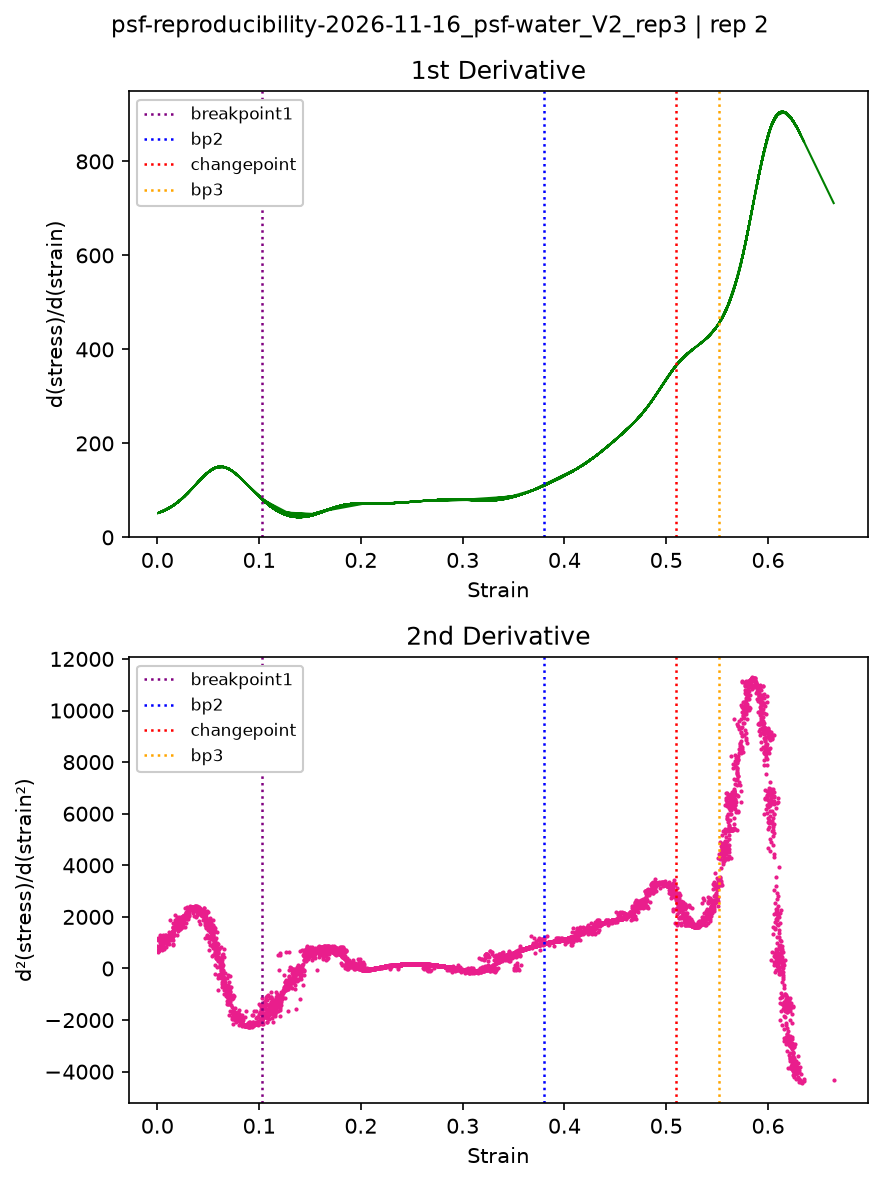 psf-reproducibility-2026-11-16_psf-water_V2_rep3 | rep 2
1st Derivative
breakpoint1
bp2
changepoint
bp3
d(stress)/d(strain)
800
600
400
200
0
0.0 0.1 0.2 0.3 0.4 0.5 0.6
Strain
2nd Derivative
breakpoint1
bp2
changepoint
bp3
d²(stress)/d(strain²)
12000
10000
8000
6000
4000
2000
0
−2000
−4000
0.0 0.1 0.2 0.3 0.4 0.5 0.6
Strain